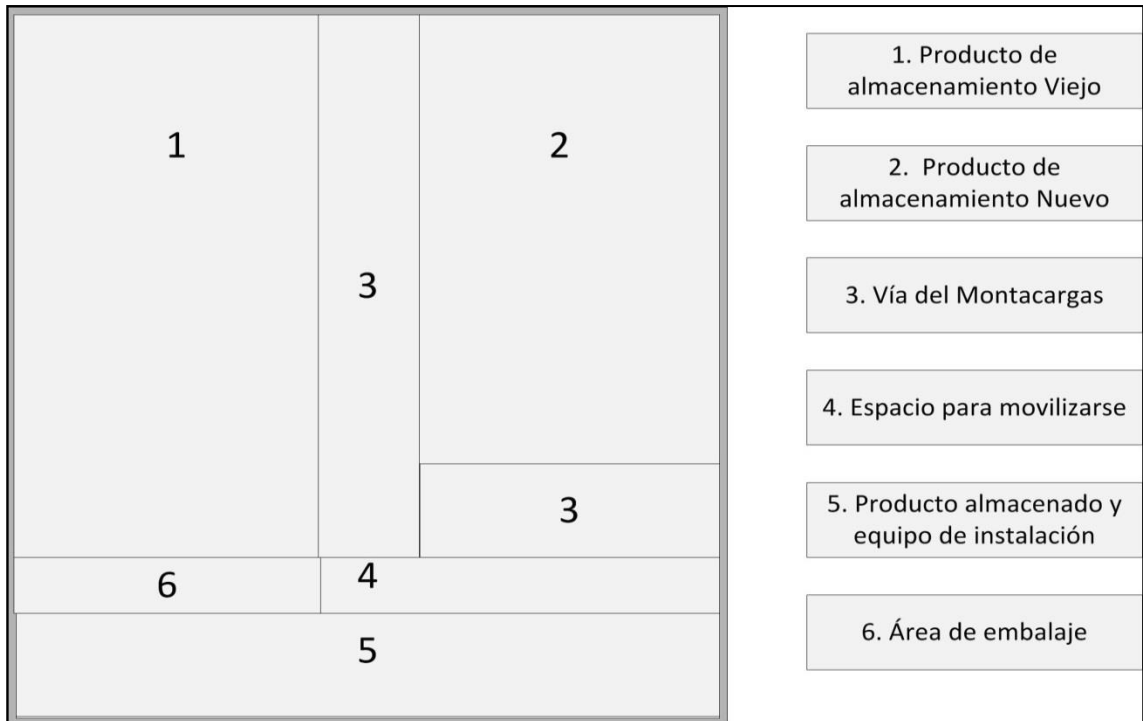 1
2
3
3
6
4
5
1. Producto de
almacenamiento Viejo
2. Producto de
almacenamiento Nuevo
3. Vía del Montacargas
4. Espacio para movilizarse
5. Producto almacenado y
equipo de instalación
6. Área de embalaje